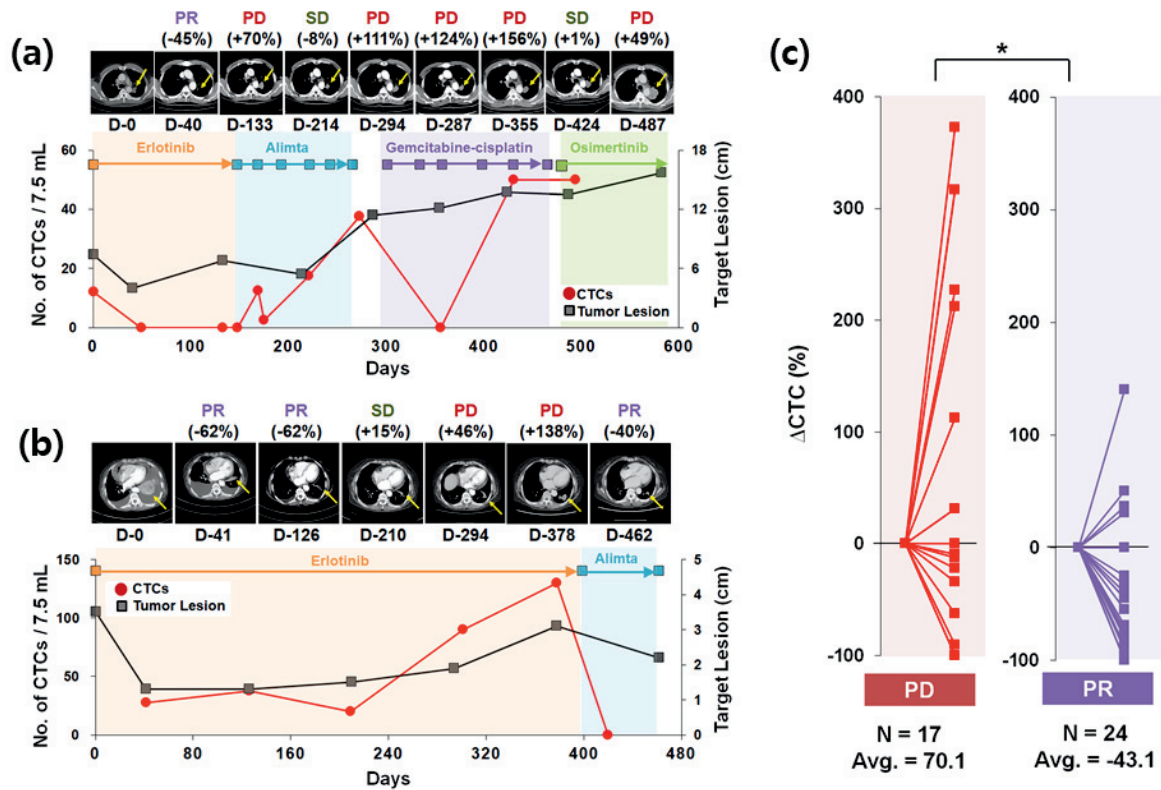 (a)
PR PD SD PD PD PD SD PD
(-45%) (+70%) (-8%) (+111%) (+124%) (+156%) (+1%) (+49%)
D-0 D-40 D-133 D-214 D-294 D-287 D-355 D-424 D-487
Erlotinib Alimta Gemcitabine-cisplatin Osimertinib
No. of CTCs / 7.5 mL
60
40
20
0
Target Lesion (cm)
18
12
6
0
CTCs
Tumor Lesion
0 100 200 300 400 500 600
Days
(b)
PR PR SD PD PD PR
(-62%) (-62%) (+15%) (+46%) (+138%) (-40%)
D-0 D-41 D-126 D-210 D-294 D-378 D-462
Erlotinib Alimta
No. of CTCs / 7.5 mL
150
100
50
0
Target Lesion (cm)
5
4
3
2
1
0
CTCs
Tumor Lesion
0 80 160 240 320 400 480
Days
(c)
*
ΔCTC (%)
400
300
200
100
0
-100
400
300
200
100
0
-100
PD PR
N = 17 N = 24
Avg. = 70.1 Avg. = -43.1